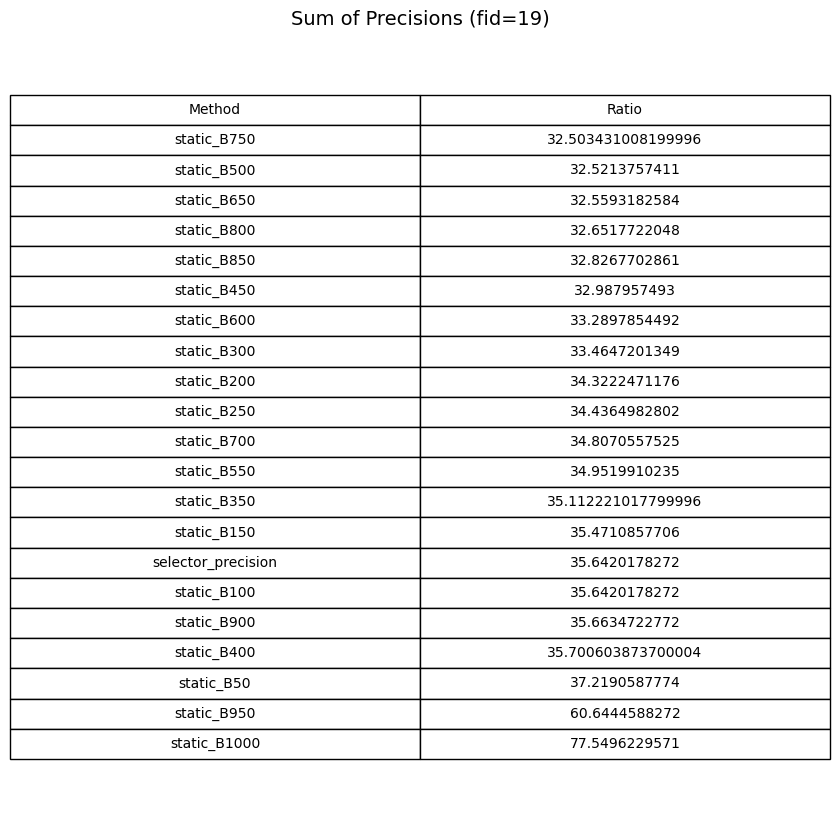 Sum of Precisions (fid=19)
Method Ratio
static_B750 32.503431008199996
static_B500 32.5213757411
static_B650 32.5593182584
static_B800 32.6517722048
static_B850 32.8267702861
static_B450 32.987957493
static_B600 33.2897854492
static_B300 33.4647201349
static_B200 34.3222471176
static_B250 34.4364982802
static_B700 34.8070557525
static_B550 34.9519910235
static_B350 35.112221017799996
static_B150 35.4710857706
selector_precision 35.6420178272
static_B100 35.6420178272
static_B900 35.6634722772
static_B400 35.700603873700004
static_B50 37.2190587774
static_B950 60.6444588272
static_B1000 77.5496229571